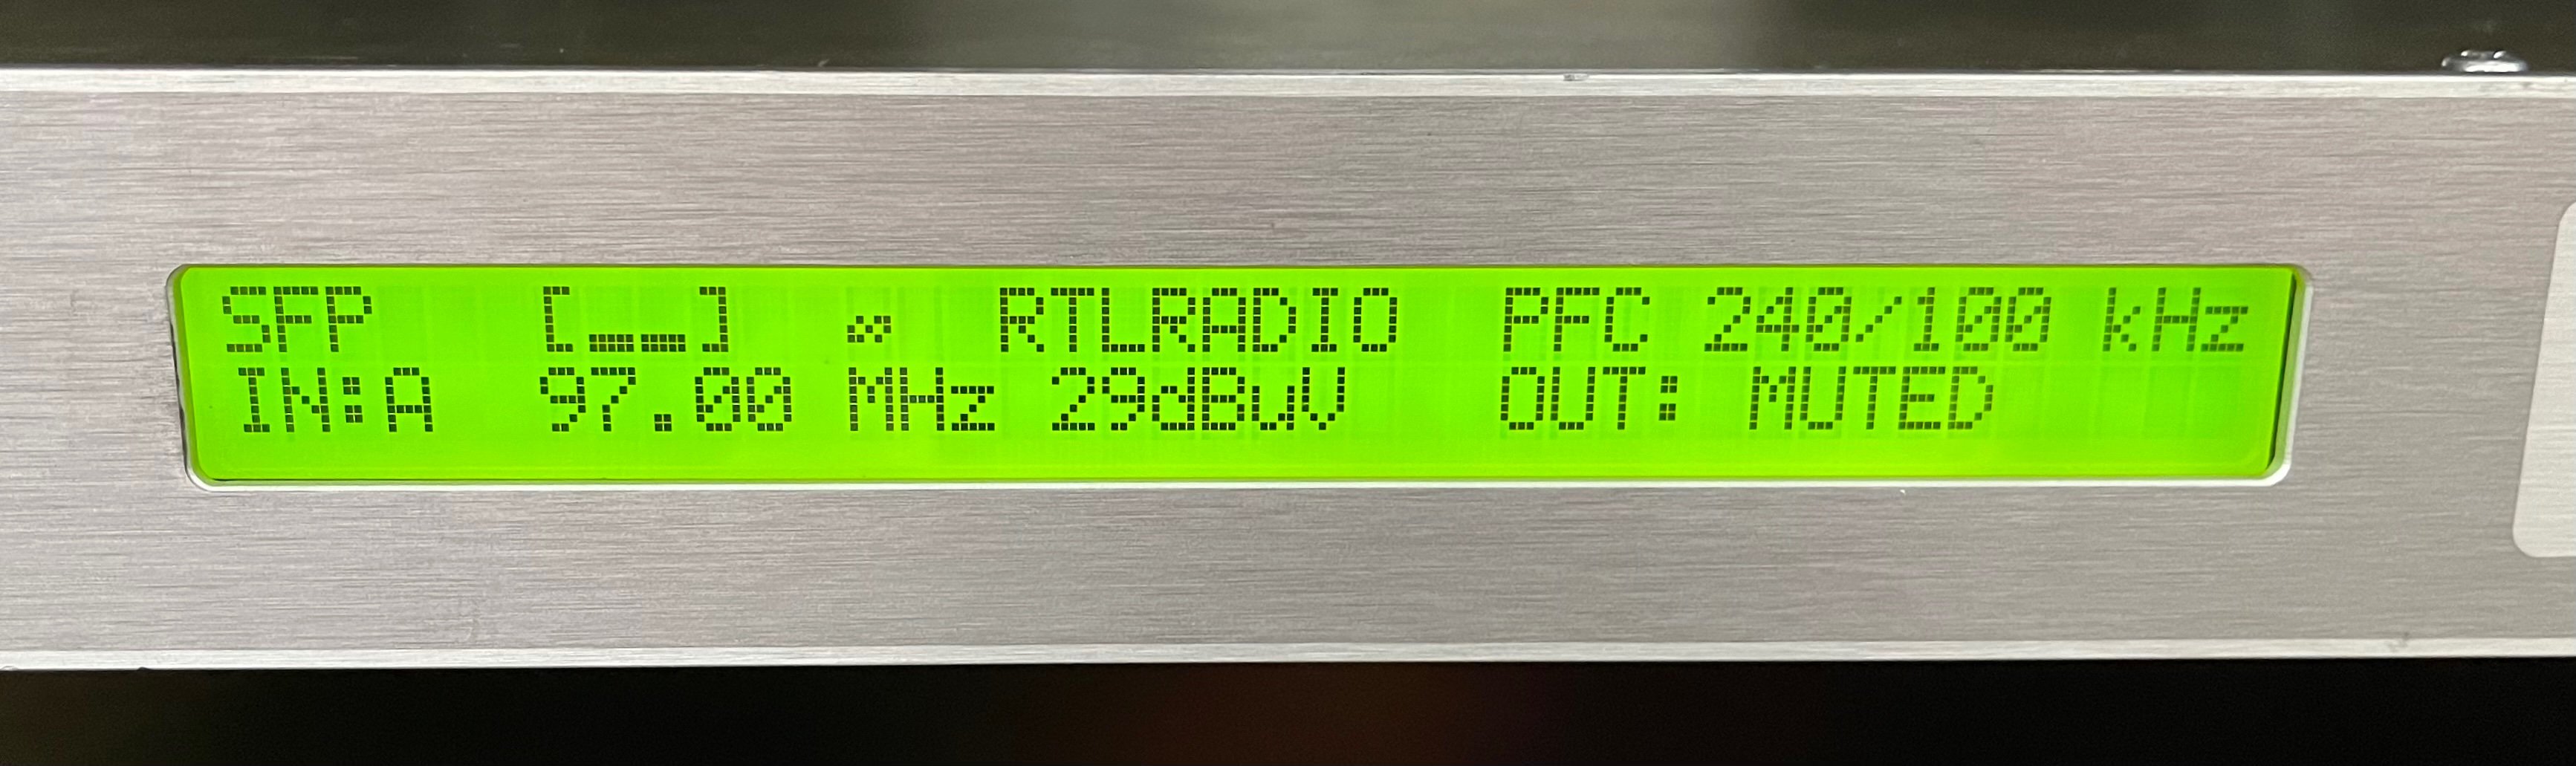 SFP [▂▂] ∞ RTLRADIO PFC 240/100 kHz
IN:A 97.00 MHz 29dBuV OUT: MUTED